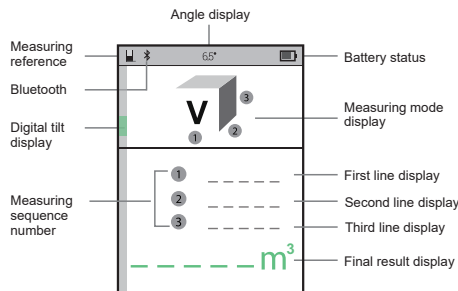 Angle display
Measuring reference
Bluetooth
Digital tilt display
65°
Battery status
V
1
2
3
Measuring mode display
Measuring sequence number
1
2
3
First line display
Second line display
Third line display
m³
Final result display